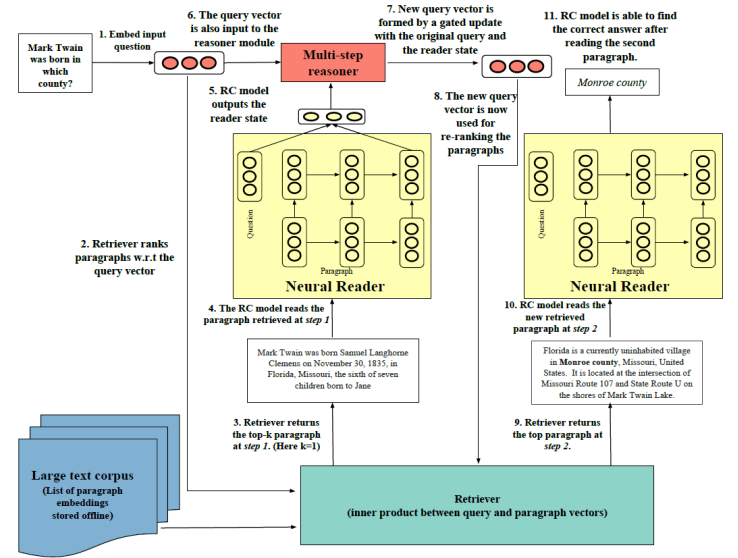 Mark Twain
was born in
which
county?
1. Embed input
question
6. The query vector
is also input to the
reasoner module
Multi-step
reasoner
7. New query vector is
formed by a gated update
with the original query and
the reader state
11. RC model is able to find
the correct answer after
reading the second
paragraph.
Monroe county
5. RC model
outputs the
reader state
8. The new query
vector is now
used for
re-ranking the
paragraphs
Question
Paragraph
Neural Reader
Question
Paragraph
Neural Reader
2. Retriever ranks
paragraphs w.r.t the
query vector
4. The RC model reads the
paragraph retrieved at step 1
10. RC model reads the
new retrieved
paragraph at step 2
Mark Twain was born Samuel Langhorne
Clemens on November 30, 1835, in
Florida, Missouri, the sixth of seven
children born to Jane
Florida is a currently uninhabited village
in Monroe county, Missouri, United
States. It is located at the intersection of
Missouri Route 107 and State Route U on
the shores of Mark Twain Lake.
3. Retriever returns
the top-k paragraph
at step 1. (Here k=1)
9. Retriever returns
the top paragraph at
step 2.
Large text corpus
(List of paragraph
embeddings
stored offline)
Retriever
(inner product between query and paragraph vectors)